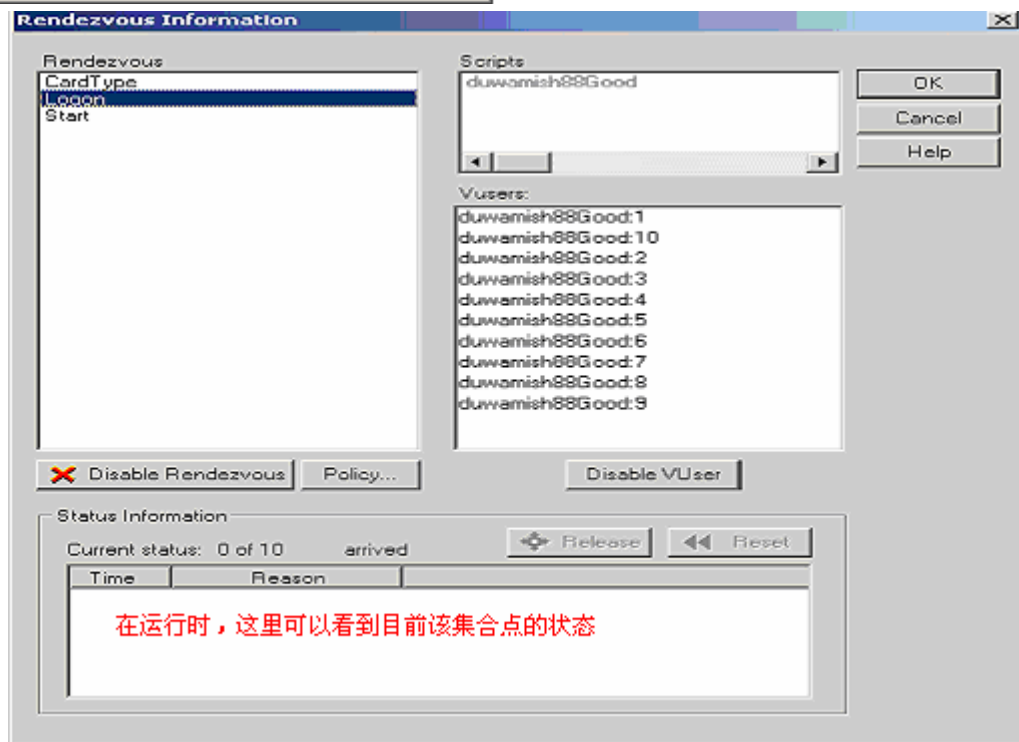 Rendezvous Information
Rendezvous
CardType
Logon
Start
Scripts
duwamish88Good
OK
Cancel
Help
Vusers:
duwamish88Good:1
duwamish88Good:10
duwamish88Good:2
duwamish88Good:3
duwamish88Good:4
duwamish88Good:5
duwamish88Good:6
duwamish88Good:7
duwamish88Good:8
duwamish88Good:9
Disable Rendezvous
Policy...
Disable VUser
Status Information
Current status: 0 of 10 arrived
Release
Reset
Time Reason
在运行时，这里可以看到目前该集合点的状态